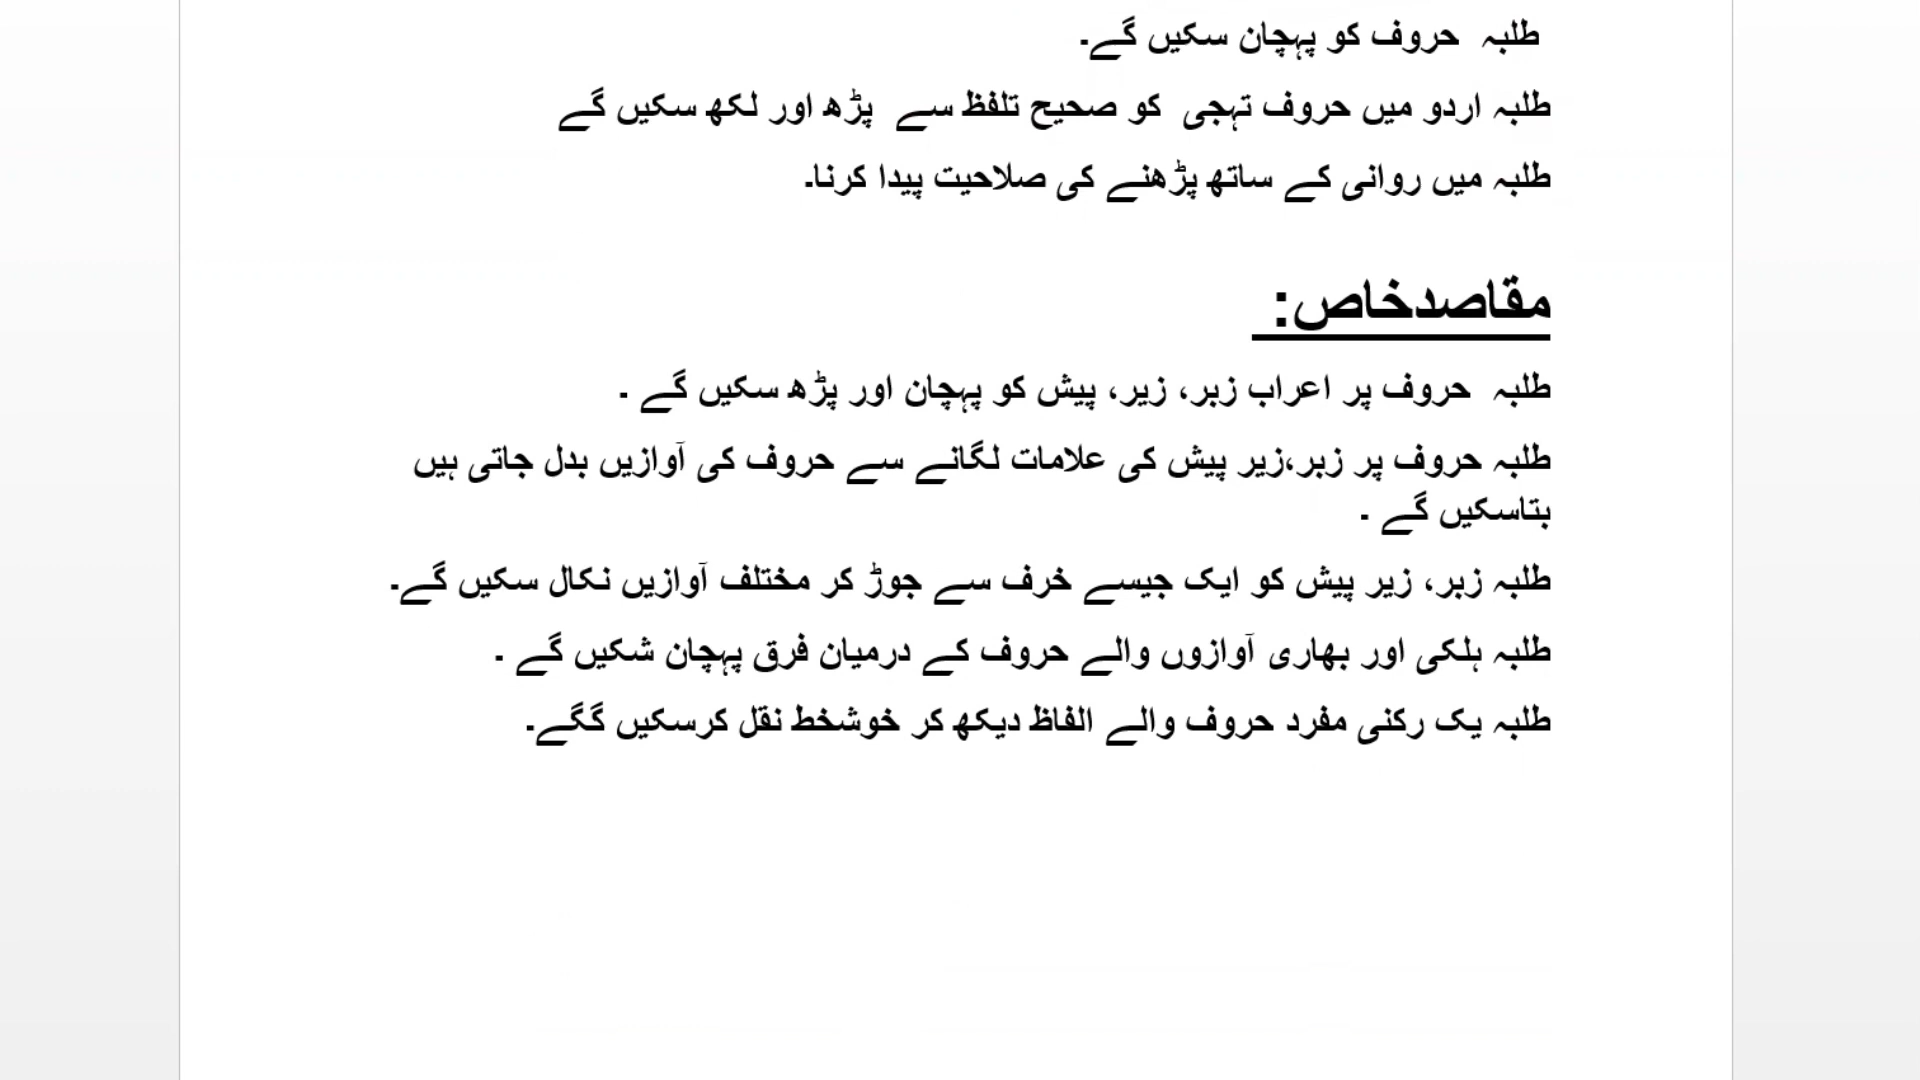 طلبہ حروف کو پہچان سکیں گے۔
طلبہ اردو میں حروف تہجی کو صحیح تلفظ سے پڑھ اور لکھ سکیں گے
طلبہ میں روانی کے ساتھ پڑھنے کی صلاحیت پیدا کرنا۔
مقاصدخاص:
طلبہ حروف پر اعراب زبر، زیر، پیش کو پہچان اور پڑھ سکیں گے ۔
طلبہ حروف پر زبر،زیر پیش کی علامات لگانے سے حروف کی آوازیں بدل جاتی ہیں
بتاسکیں گے ۔
طلبہ زبر، زیر پیش کو ایک جیسے خرف سے جوڑ کر مختلف آوازیں نکال سکیں گے۔
طلبہ ہلکی اور بھاری آوازوں والے حروف کے درمیان فرق پہچان شکیں گے ۔
طلبہ یک رکنی مفرد حروف والے الفاظ دیکھ کر خوشخط نقل کرسکیں گگے۔